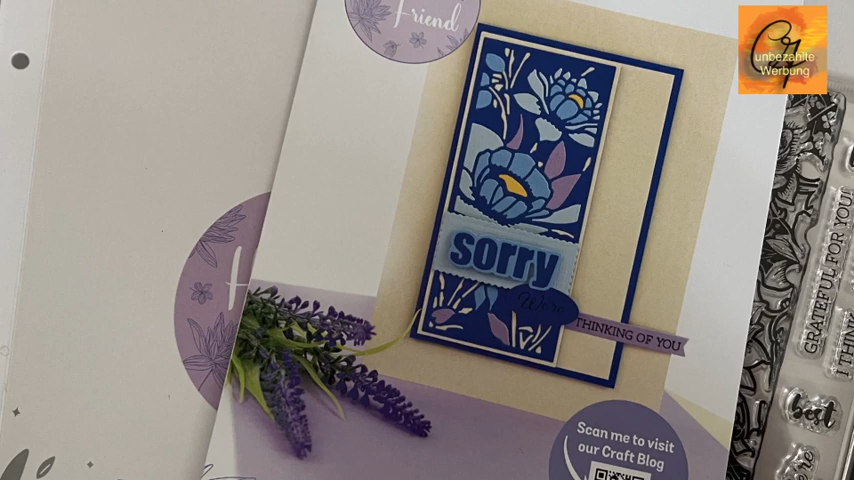 Friend
unbezahlte
Werbung
sorry
We're
THINKING OF YOU
GRATEFUL FOR YOU!
I THINK
best
Scan me to visit
our Craft Blog